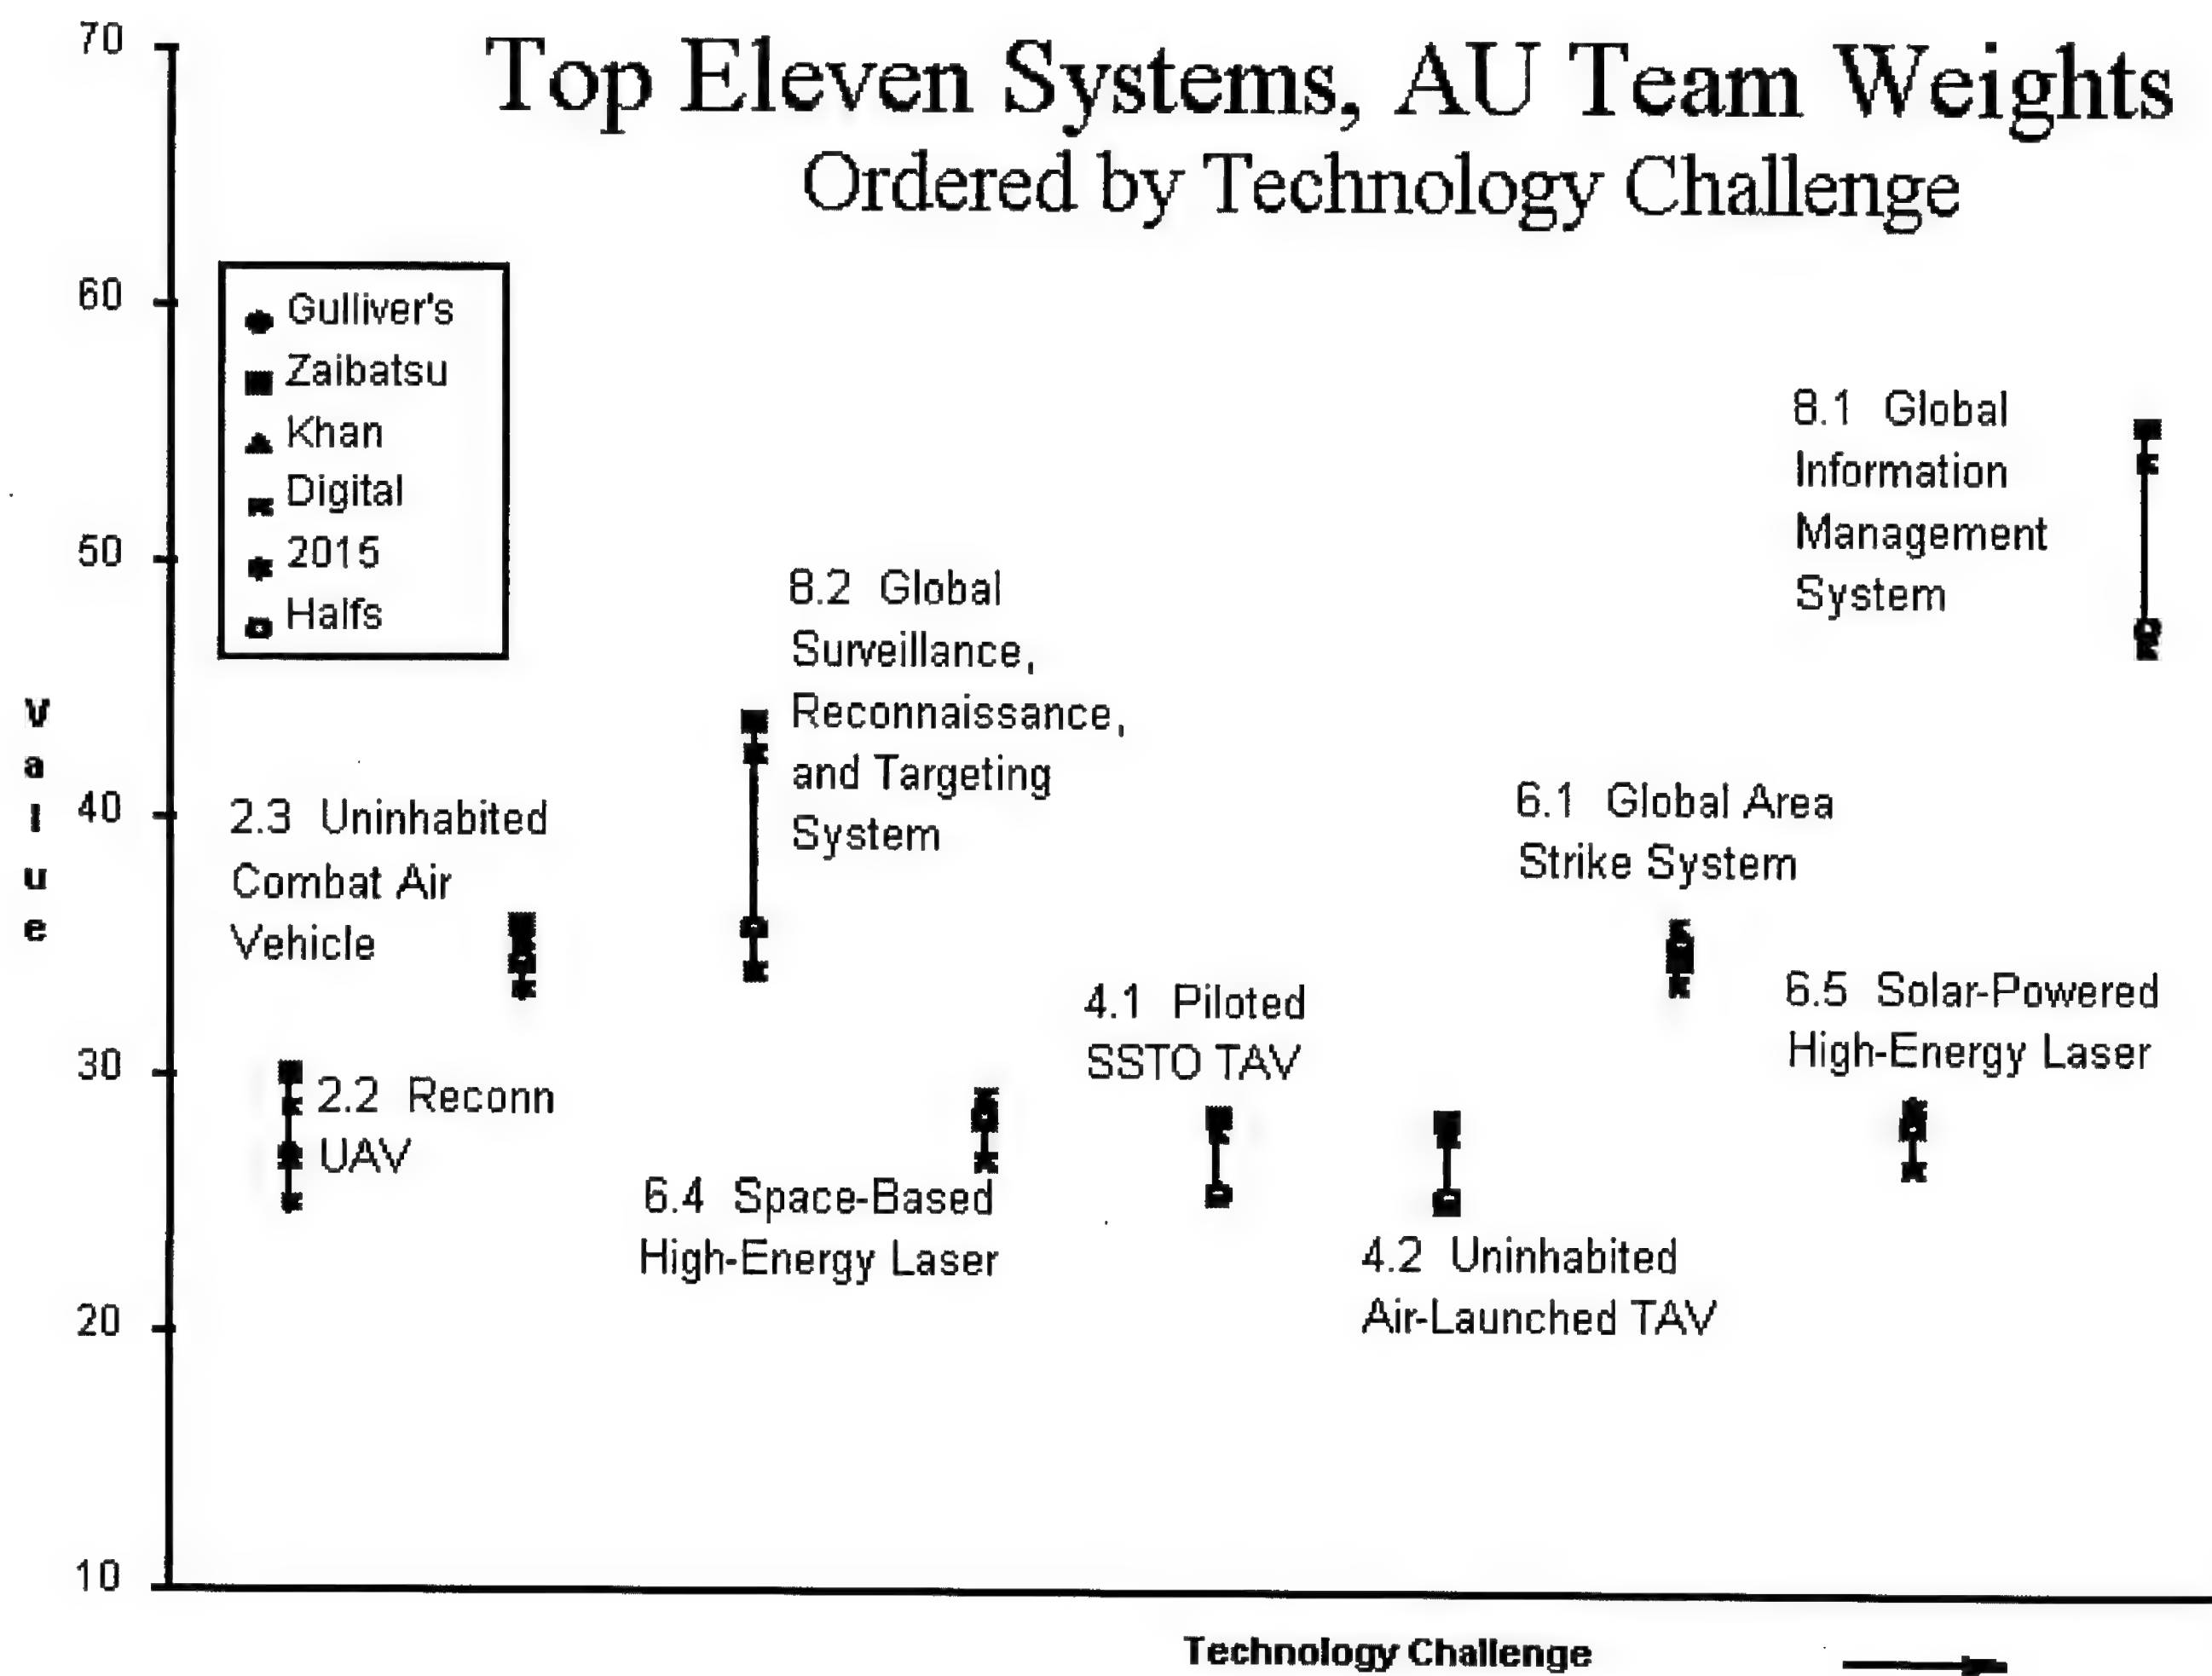 Top Eleven Systems, AU Team Weights
Ordered by Technology Challenge
70
60
50
40
30
20
10
Value
Gulliver's
Zaibatsu
Khan
Digital
2015
Halfs
8.1 Global
Information
Management
System
8.2 Global
Surveillance,
Reconnaissance,
and Targeting
System
2.3 Uninhabited
Combat Air
Vehicle
6.1 Global Area
Strike System
6.5 Solar-Powered
High-Energy Laser
4.1 Piloted
SSTO TAV
2.2 Reconn
UAV
6.4 Space-Based
High-Energy Laser
4.2 Uninhabited
Air-Launched TAV
Technology Challenge